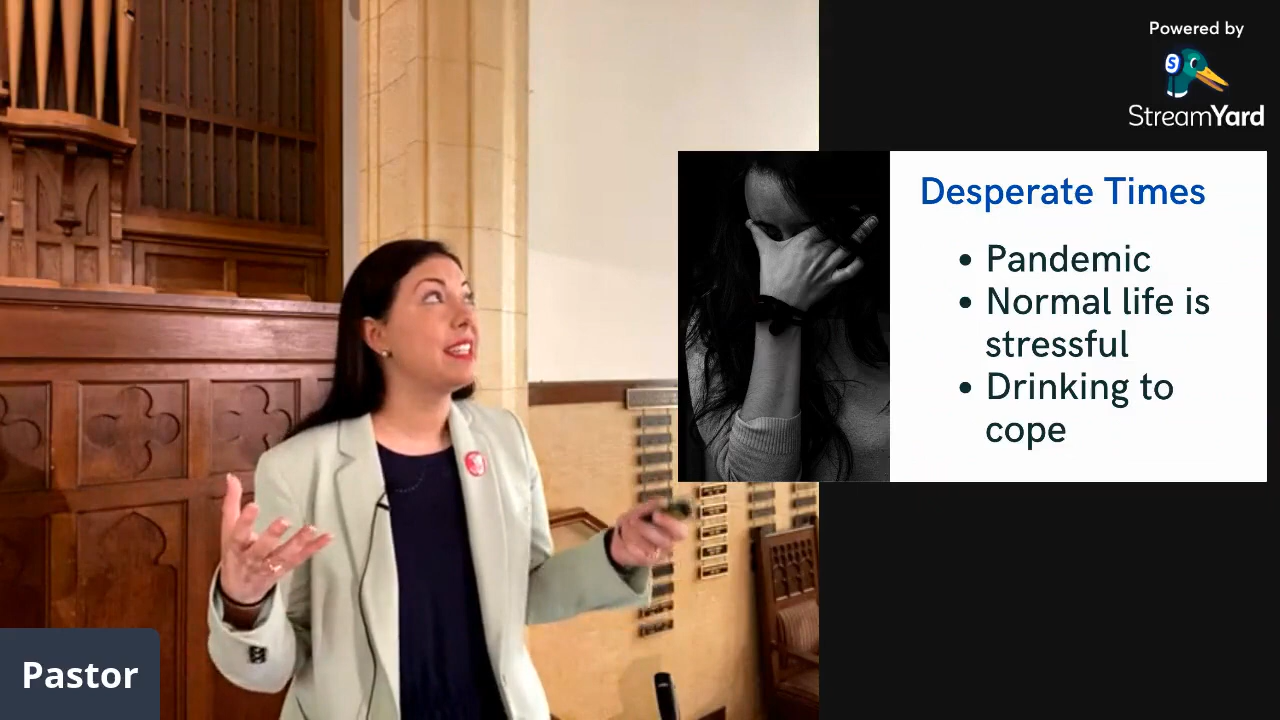 Powered by
StreamYard
Desperate Times
• Pandemic
• Normal life is
stressful
• Drinking to
cope
Pastor